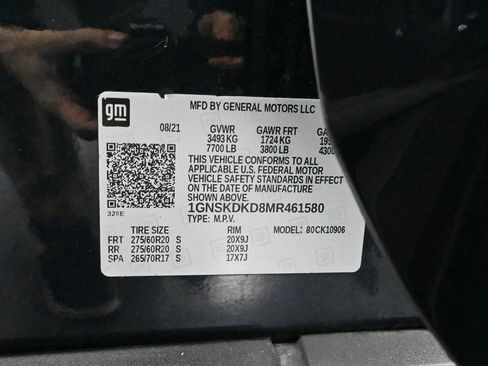 gm
MFD BY GENERAL MOTORS LLC
08/21 GVWR GAWR FRT
3493 KG 1724 KG
7700 LB 3800 LB
THIS VEHICLE CONFORMS TO ALL
APPLICABLE U.S. FEDERAL MOTOR
VEHICLE SAFETY STANDARDS IN EFFECT
ON THE DATE OF MANUFACTURE
SHOWN ABOVE.
1GNSKDKD8MR461580
TYPE: M.P.V.
TIRE SIZE RIM MODEL: 80CK10906
FRT 275/60R20 S 20X9J
RR 275/60R20 S 20X9J
SPA 265/70R17 S 17X7J